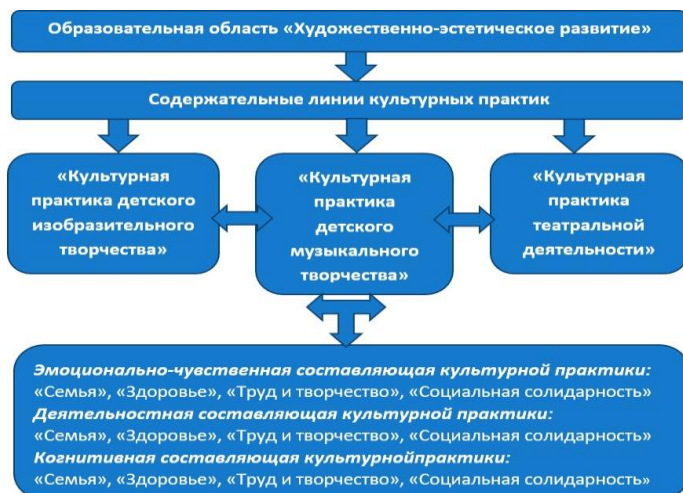 Образовательная область «Художественно-эстетическое развитие»
Содержательные линии культурных практик
«Культурная
практика детского
изобразительного
творчества»
«Культурная
практика
детского
музыкального
творчества»
«Культурная
практика
театральной
деятельности»
Эмоционально-чувственная составляющая культурной практики:
«Семья», «Здоровье», «Труд и творчество», «Социальная солидарность»
Деятельностная составляющая культурной практики:
«Семья», «Здоровье», «Труд и творчество», «Социальная солидарность»
Когнитивная составляющая культурнойпрактики:
«Семья», «Здоровье», «Труд и творчество», «Социальная солидарность»